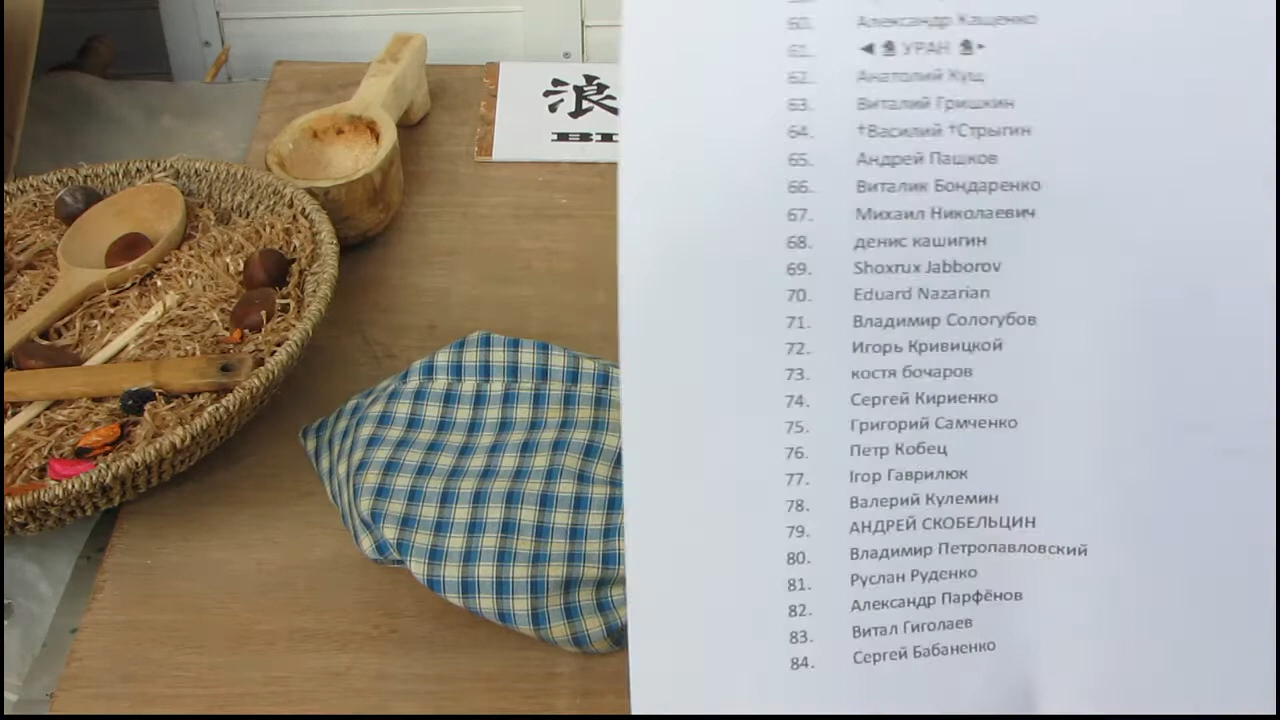 浪
BI
60. Александр Кащенко
61. ◄ УРАН ►
62. Анатолий Кущ
63. Виталий Гришкин
64. †Василий †Стрыгин
65. Андрей Пашков
66. Виталик Бондаренко
67. Михаил Николаевич
68. денис кашигин
69. Shoxrux Jabborov
70. Eduard Nazarian
71. Владимир Сологубов
72. Игорь Кривицкой
73. костя бочаров
74. Сергей Кириенко
75. Григорий Самченко
76. Петр Кобец
77. Ігор Гаврилюк
78. Валерий Кулемин
79. АНДРЕЙ СКОБЕЛЬЦИН
80. Владимир Петропавловский
81. Руслан Руденко
82. Александр Парфёнов
83. Витал Гиголаев
84. Сергей Бабаненко